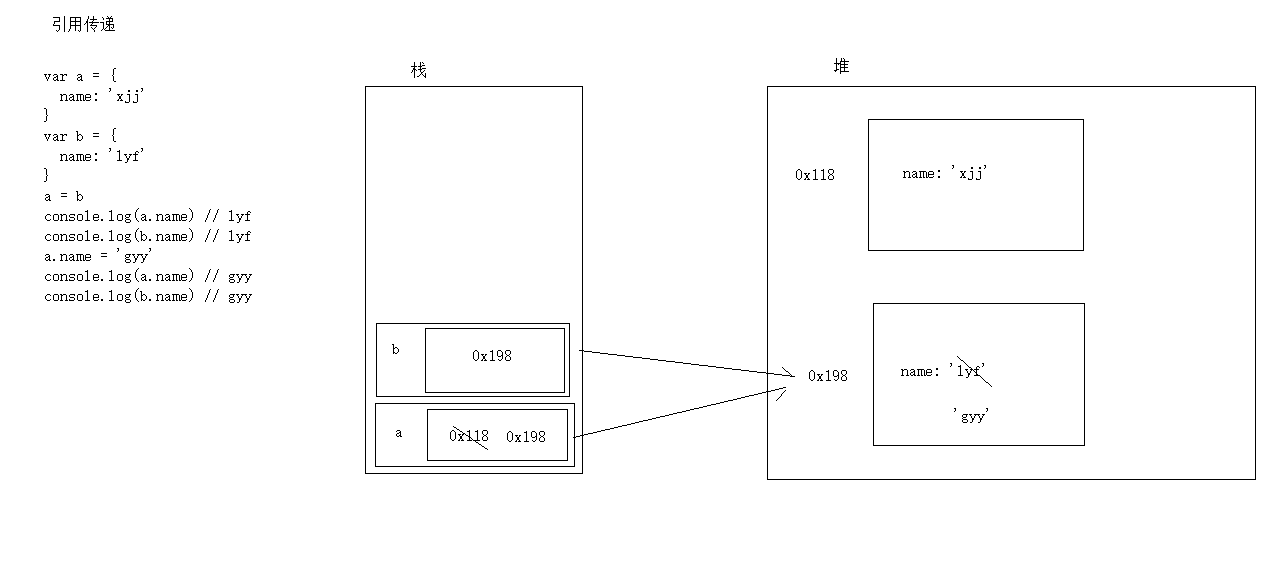 引用传递
var a = {
  name: 'xjj'
}
var b = {
  name: 'lyf'
}
a = b
console.log(a.name) // lyf
console.log(b.name) // lyf
a.name = 'gyy'
console.log(a.name) // gyy
console.log(b.name) // gyy
栈
b
0x198
a
0x118 0x198
堆
0x118
name: 'xjj'
0x198
name: 'lyf'
'gyy'